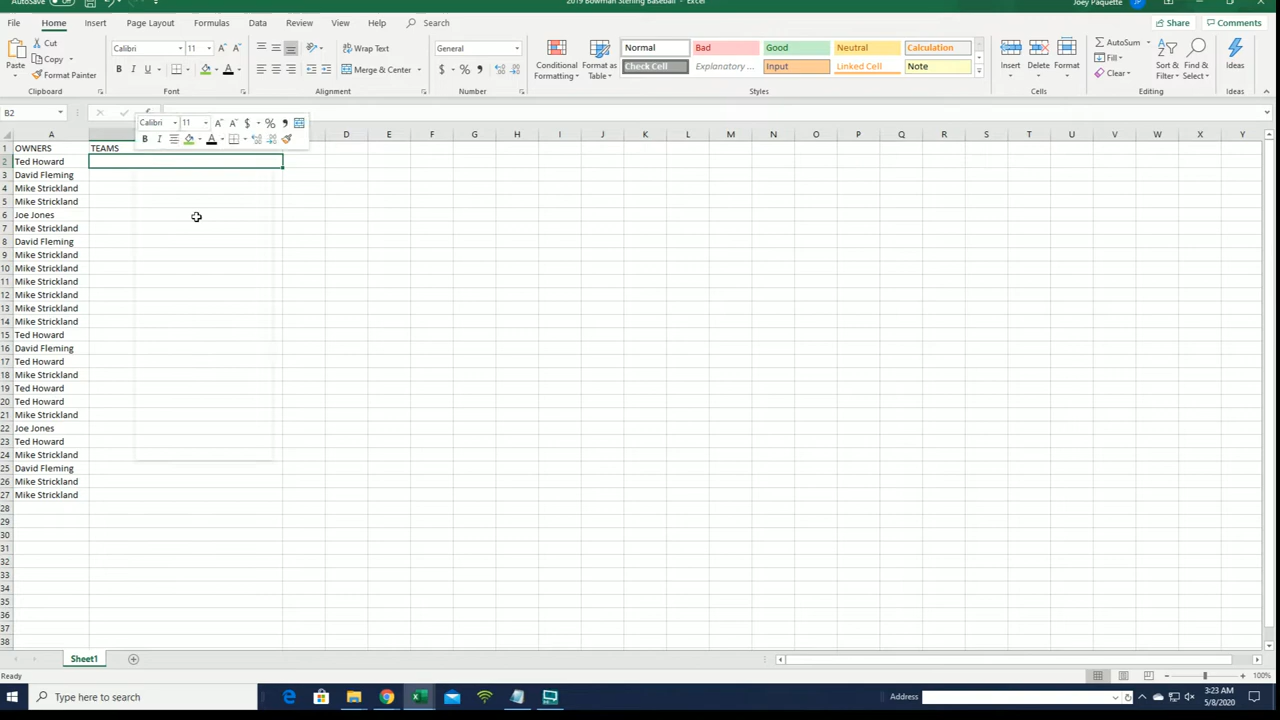 AutoSave
2019 Bowman Sterling Baseball - Excel
Joey Paquette
File Home Insert Page Layout Formulas Data Review View Help Search
Share Comments
Paste
Cut
Copy
Format Painter
Clipboard
Calibri 11
B I U
Font
Wrap Text
Merge & Center
Alignment
General
$ % ,
Number
Conditional Formatting
Format as Table
Normal Bad Good Neutral Calculation
Check Cell Explanatory ... Input Linked Cell Note
Styles
Insert Delete Format
Cells
AutoSum
Fill
Clear
Sort & Filter
Find & Select
Editing
Ideas
Ideas
B2
Calibri 11 $ % ,
B I
A D E F G H I J K L M N O P Q R S T U V W X Y
1 OWNERS TEAMS
2 Ted Howard
3 David Fleming
4 Mike Strickland
5 Mike Strickland
6 Joe Jones
7 Mike Strickland
8 David Fleming
9 Mike Strickland
10 Mike Strickland
11 Mike Strickland
12 Mike Strickland
13 Mike Strickland
14 Mike Strickland
15 Ted Howard
16 David Fleming
17 Ted Howard
18 Mike Strickland
19 Ted Howard
20 Ted Howard
21 Mike Strickland
22 Joe Jones
23 Ted Howard
24 Mike Strickland
25 David Fleming
26 Mike Strickland
27 Mike Strickland
28
29
30
31
32
33
34
35
36
37
38
Sheet1
Ready
100%
Type here to search
Address
3:23 AM
5/8/2020